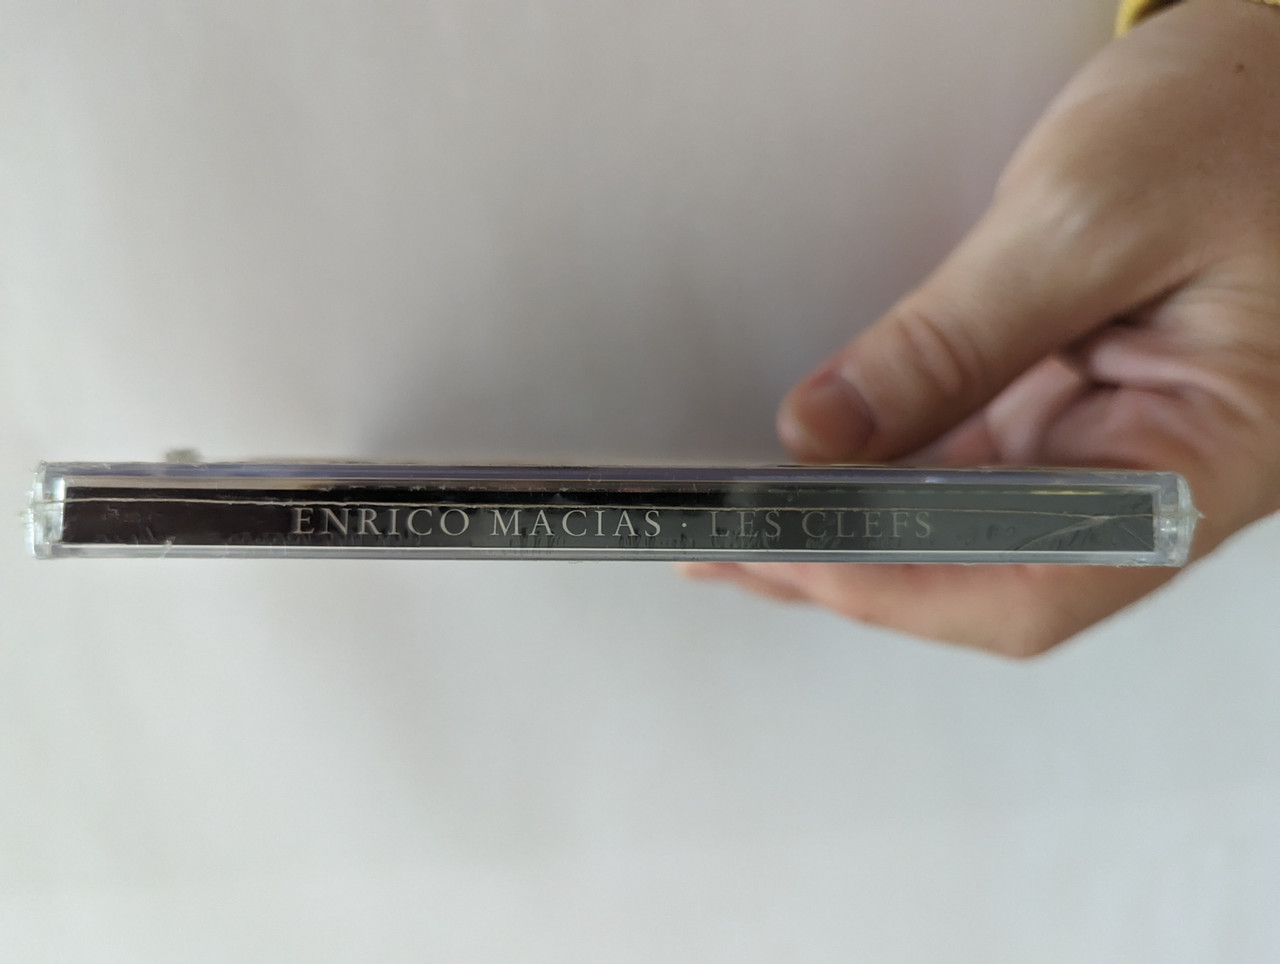 ENRICO MACIAS · LES CLEFS